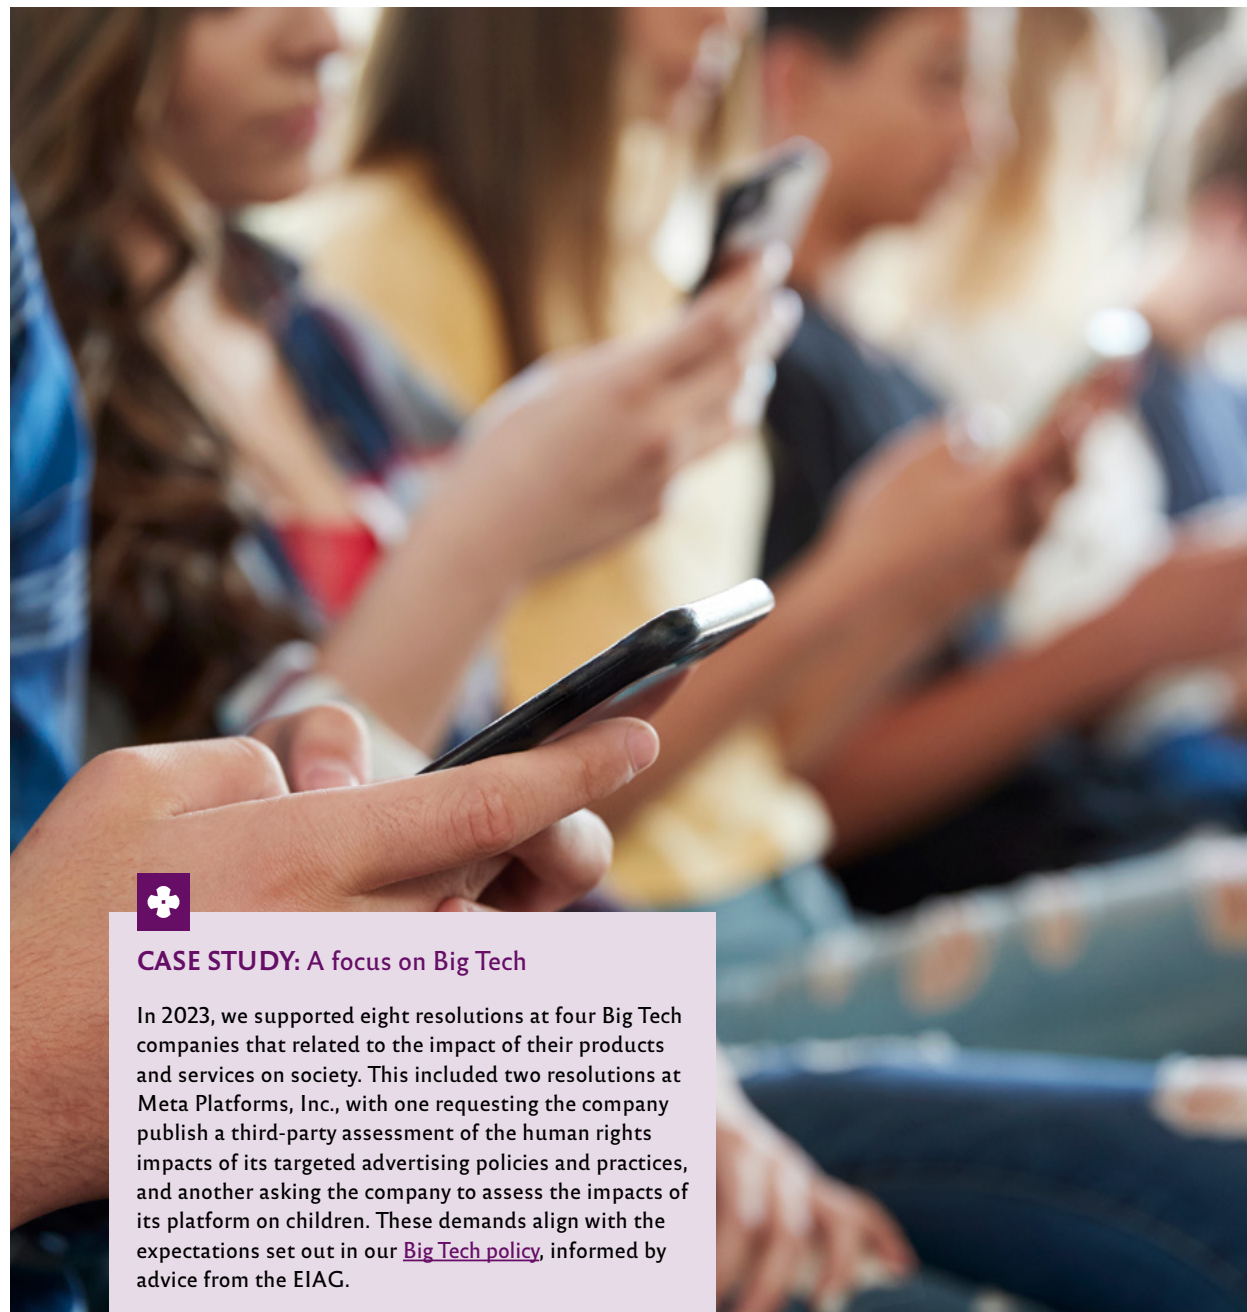 CASE STUDY: A focus on Big Tech
In 2023, we supported eight resolutions at four Big Tech
companies that related to the impact of their products
and services on society. This included two resolutions at
Meta Platforms, Inc., with one requesting the company
publish a third-party assessment of the human rights
impacts of its targeted advertising policies and practices,
and another asking the company to assess the impacts of
its platform on children. These demands align with the
expectations set out in our Big Tech policy, informed by
advice from the EIAG.